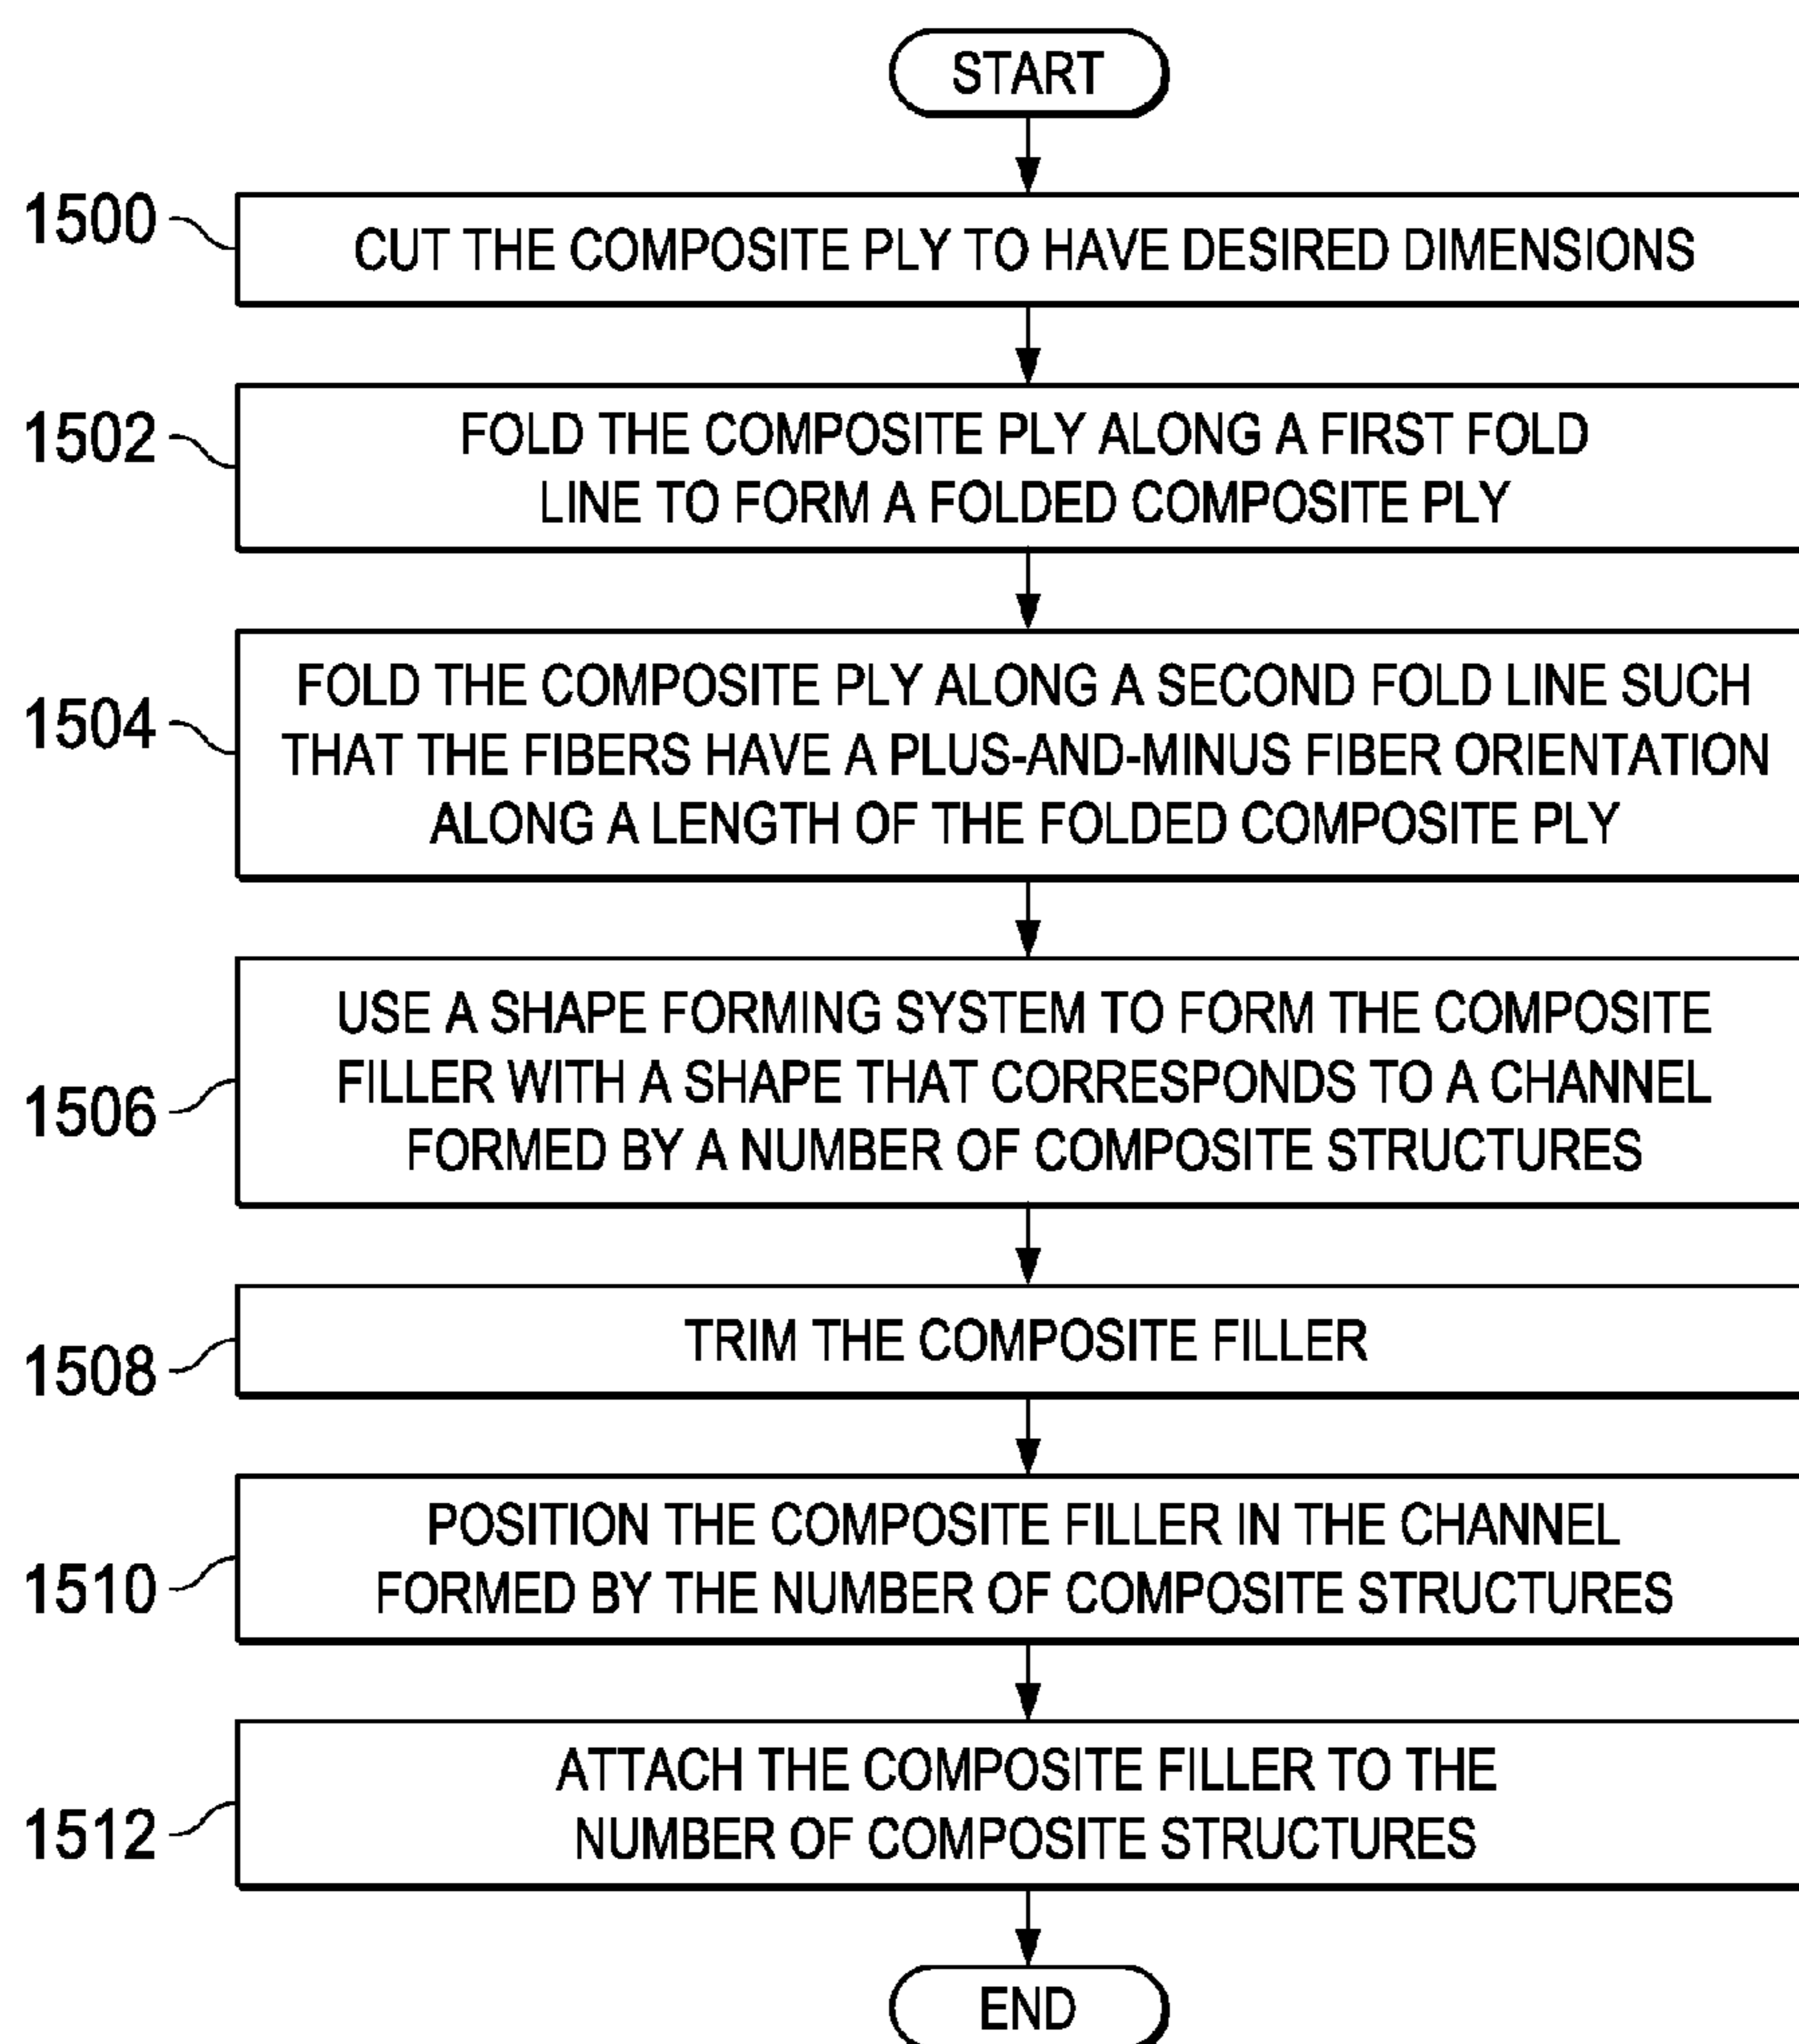 START
1500
CUT THE COMPOSITE PLY TO HAVE DESIRED DIMENSIONS
1502
FOLD THE COMPOSITE PLY ALONG A FIRST FOLD
LINE TO FORM A FOLDED COMPOSITE PLY
1504
FOLD THE COMPOSITE PLY ALONG A SECOND FOLD LINE SUCH
THAT THE FIBERS HAVE A PLUS-AND-MINUS FIBER ORIENTATION
ALONG A LENGTH OF THE FOLDED COMPOSITE PLY
1506
USE A SHAPE FORMING SYSTEM TO FORM THE COMPOSITE
FILLER WITH A SHAPE THAT CORRESPONDS TO A CHANNEL
FORMED BY A NUMBER OF COMPOSITE STRUCTURES
1508
TRIM THE COMPOSITE FILLER
1510
POSITION THE COMPOSITE FILLER IN THE CHANNEL
FORMED BY THE NUMBER OF COMPOSITE STRUCTURES
1512
ATTACH THE COMPOSITE FILLER TO THE
NUMBER OF COMPOSITE STRUCTURES
END